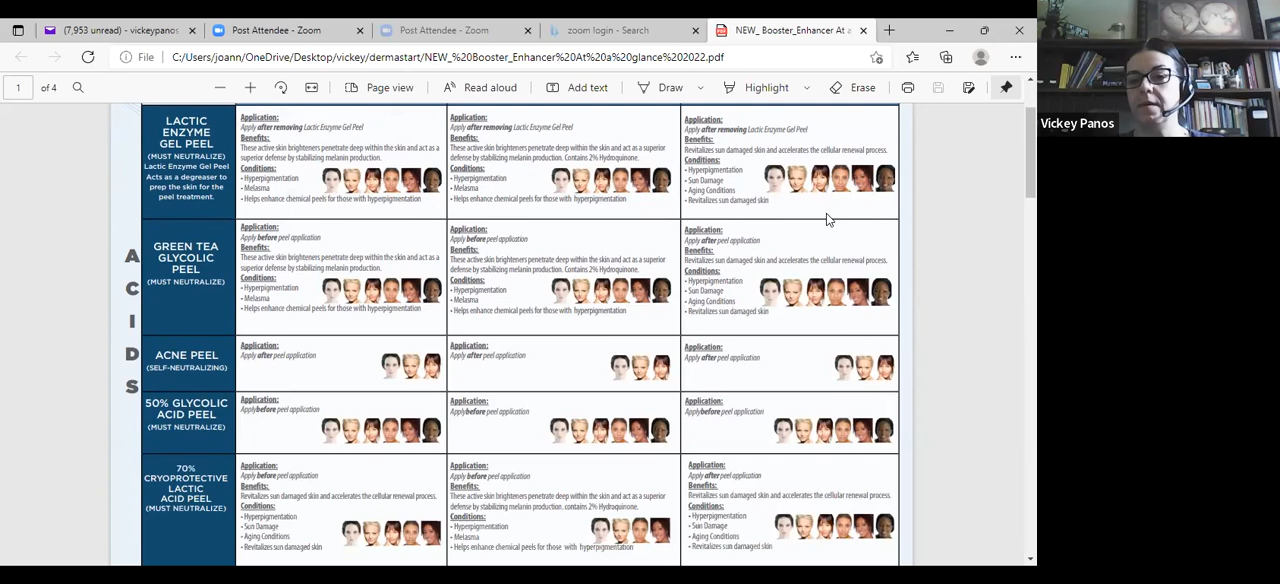 (7,953 unread) - vickeypanos
Post Attendee - Zoom
Post Attendee - Zoom
zoom login - Search
NEW_ Booster_Enhancer At a
File
C:/Users/joann/OneDrive/Desktop/vickey/dermastart/NEW_%20Booster_Enhancer%20At%20a%20glance%202022.pdf
1 of 4
Page view
Read aloud
Add text
Draw
Highlight
Erase
Vickey Panos
A
C
I
D
S
LACTIC
ENZYME
GEL PEEL
(MUST NEUTRALIZE)
Lactic Enzyme Gel Peel
Acts as a degreaser to
prep the skin for the
peel treatment.
Application:
Apply after removing Lactic Enzyme Gel Peel
Benefits:
These active skin brighteners penetrate deep within the skin and act as a
superior defense by stabilizing melanin production.
Conditions:
• Hyperpigmentation
• Melasma
• Helps enhance chemical peels for those with hyperpigmentation
Application:
Apply after removing Lactic Enzyme Gel Peel
Benefits:
These active skin brighteners penetrate deep within the skin and act as a superior
defense by stabilizing melanin production. Contains 2% Hydroquinone.
Conditions:
• Hyperpigmentation
• Melasma
• Helps enhance chemical peels for those with hyperpigmentation
Application:
Apply after removing Lactic Enzyme Gel Peel
Benefits:
Revitalizes sun damaged skin and accelerates the cellular renewal process.
Conditions:
• Hyperpigmentation
• Sun Damage
• Aging Conditions
• Revitalizes sun damaged skin
GREEN TEA
GLYCOLIC
PEEL
(MUST NEUTRALIZE)
Application:
Apply before peel application
Benefits:
These active skin brighteners penetrate deep within the skin and act as a
superior defense by stabilizing melanin production.
Conditions:
• Hyperpigmentation
• Melasma
• Helps enhance chemical peels for those with hyperpigmentation
Application:
Apply before peel application
Benefits:
These active skin brighteners penetrate deep within the skin and act as a superior
defense by stabilizing melanin production. Contains 2% Hydroquinone.
Conditions:
• Hyperpigmentation
• Melasma
• Helps enhance chemical peels for those with hyperpigmentation
Application:
Apply after peel application
Benefits:
Revitalizes sun damaged skin and accelerates the cellular renewal process.
Conditions:
• Hyperpigmentation
• Sun Damage
• Aging Conditions
• Revitalizes sun damaged skin
ACNE PEEL
(SELF-NEUTRALIZING)
Application:
Apply after peel application
Application:
Apply after peel application
Application:
Apply after peel application
50% GLYCOLIC
ACID PEEL
(MUST NEUTRALIZE)
Application:
Applybefore peel application
Application:
Applybefore peel application
Application:
Applybefore peel application
70%
CRYOPROTECTIVE
LACTIC
ACID PEEL
(MUST NEUTRALIZE)
Application:
Apply before peel application
Benefits:
Revitalizes sun damaged skin and accelerates the cellular renewal process.
Conditions:
• Hyperpigmentation
• Sun Damage
• Aging Conditions
• Revitalizes sun damaged skin
Application:
Apply before peel application
Benefits:
These active skin brighteners penetrate deep within the skin and act as a superior
defense by stabilizing melanin production. contains 2% Hydroquinone.
Conditions:
• Hyperpigmentation
• Melasma
• Helps enhance chemical peels for those with hyperpigmentation
Application:
Apply after peel application
Benefits:
Revitalizes sun damaged skin and accelerates the cellular renewal process.
Conditions:
• Hyperpigmentation
• Sun Damage
• Aging Conditions
• Revitalizes sun damaged skin